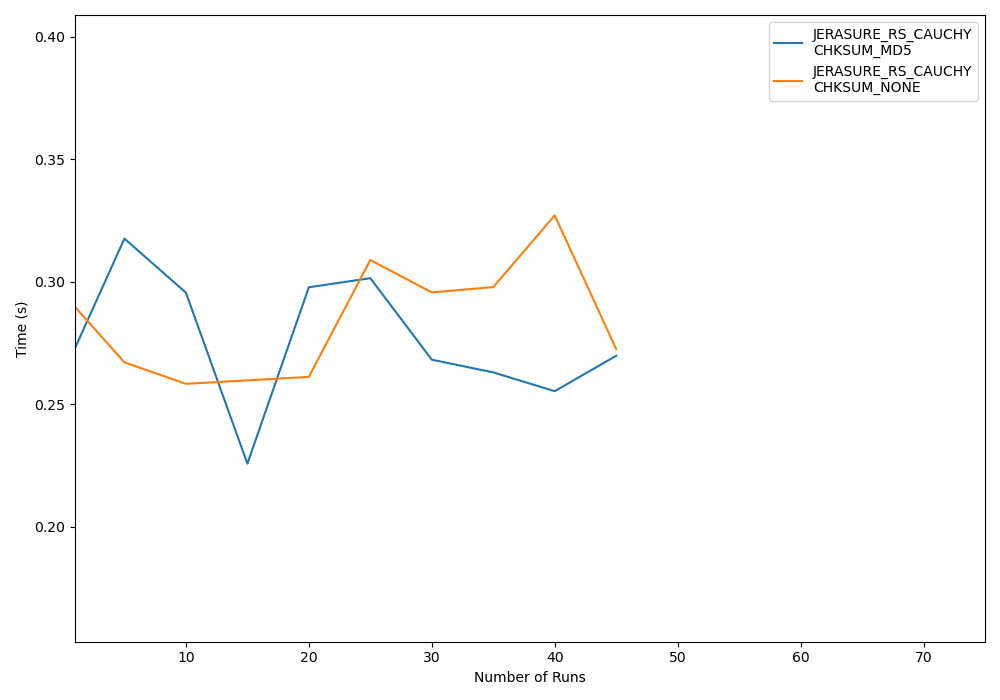 JERASURE_RS_CAUCHY
CHKSUM_MD5
JERASURE_RS_CAUCHY
CHKSUM_NONE
0.40
0.35
0.30
0.25
0.20
Time (s)
10 20 30 40 50 60 70
Number of Runs